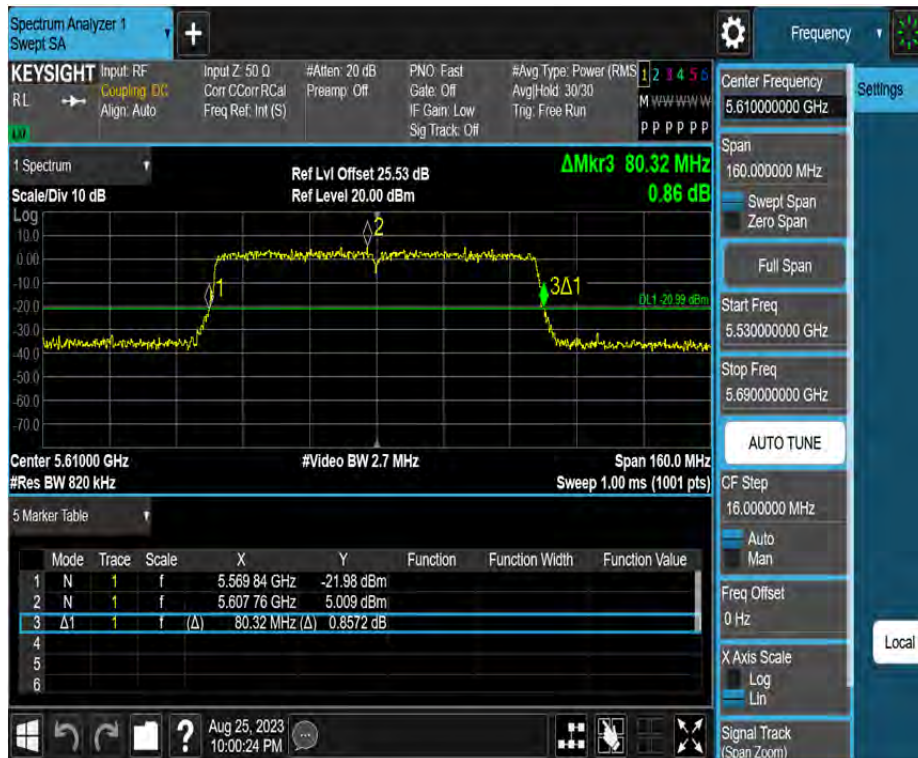 Spectrum Analyzer 1
Swept SA
+
Frequency
KEYSIGHT
RL
Input: RF
Coupling: DC
Align: Auto
Input Z: 50 Ω
Corr CCorr RCal
Freq Ref: Int (S)
#Atten: 20 dB
Preamp: Off
PNO: Fast
Gate: Off
IF Gain: Low
Sig Track: Off
#Avg Type: Power (RMS
Avg|Hold: 30/30
Trig: Free Run
1 2 3 4 5 6
M W W W W W
P P P P P P
Center Frequency
5.610000000 GHz
Settings
Span
160.000000 MHz
Swept Span
Zero Span
Full Span
Start Freq
5.530000000 GHz
Stop Freq
5.690000000 GHz
AUTO TUNE
CF Step
16.000000 MHz
Auto
Man
Freq Offset
0 Hz
X Axis Scale
Log
Lin
Signal Track
(Span Zoom)
Local
1 Spectrum
Scale/Div 10 dB
Ref Lvl Offset 25.53 dB
Ref Level 20.00 dBm
ΔMkr3 80.32 MHz
0.86 dB
Log
10.0
0.00
-10.0
-20.0
-30.0
-40.0
-50.0
-60.0
-70.0
1
2
3Δ1
DL1 -20.99 dBm
Center 5.61000 GHz
#Video BW 2.7 MHz
Span 160.0 MHz
#Res BW 820 kHz
Sweep 1.00 ms (1001 pts)
5 Marker Table
Mode Trace Scale X Y Function Function Width Function Value
1 N 1 f 5.569 84 GHz -21.98 dBm
2 N 1 f 5.607 76 GHz 5.009 dBm
3 Δ1 1 f (Δ) 80.32 MHz (Δ) 0.8572 dB
4
5
6
?
Aug 25, 2023
10:00:24 PM